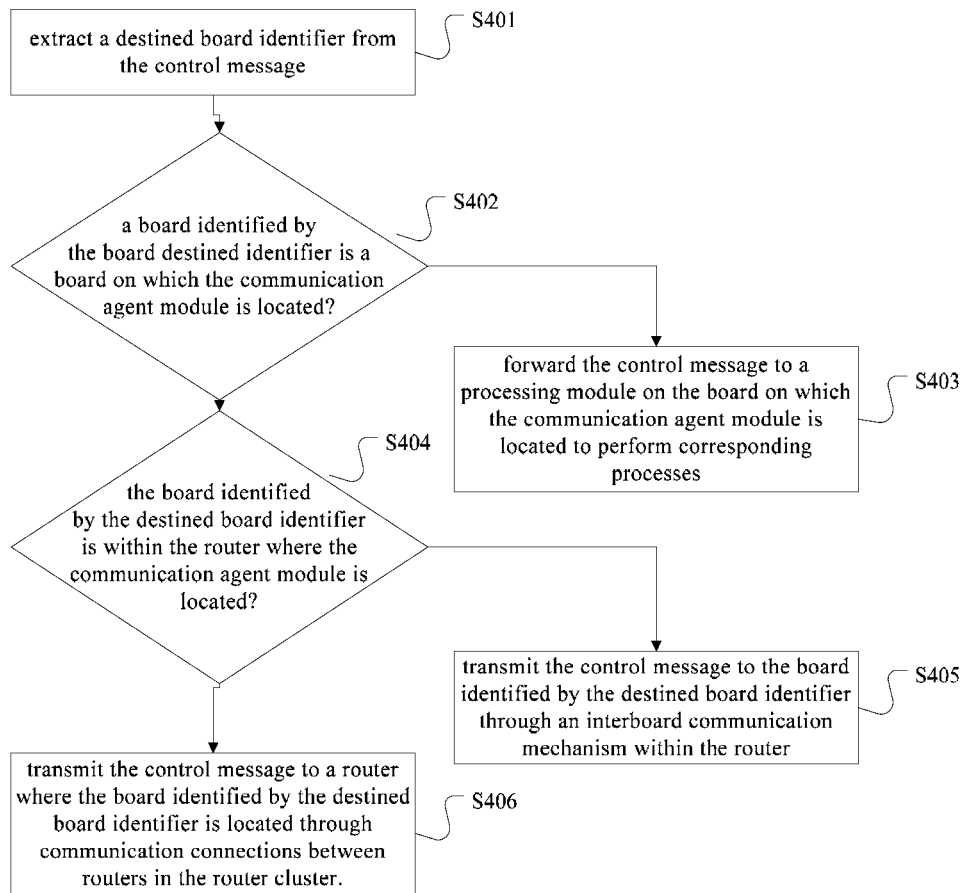 extract a destined board identifier from
the control message
S401
a board identified by
the board destined identifier is a
board on which the communication
agent module is located?
S402
forward the control message to a
processing module on the board on which
the communication agent module is
located to perform corresponding
processes
S403
the board identified
by the destined board identifier
is within the router where the
communication agent module is
located?
S404
transmit the control message to the board
identified by the destined board identifier
through an interboard communication
mechanism within the router
S405
transmit the control message to a router
where the board identified by the destined
board identifier is located through
communication connections between
routers in the router cluster.
S406